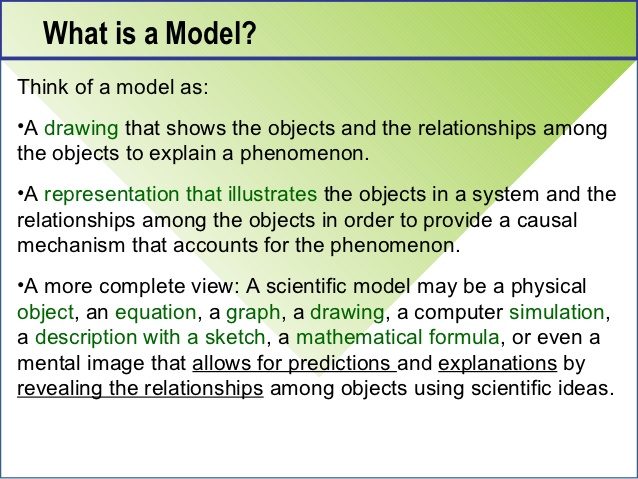 What is a Model?
Think of a model as:
•A drawing that shows the objects and the relationships among
the objects to explain a phenomenon.
•A representation that illustrates the objects in a system and the
relationships among the objects in order to provide a causal
mechanism that accounts for the phenomenon.
•A more complete view: A scientific model may be a physical
object, an equation, a graph, a drawing, a computer simulation,
a description with a sketch, a mathematical formula, or even a
mental image that allows for predictions and explanations by
revealing the relationships among objects using scientific ideas.